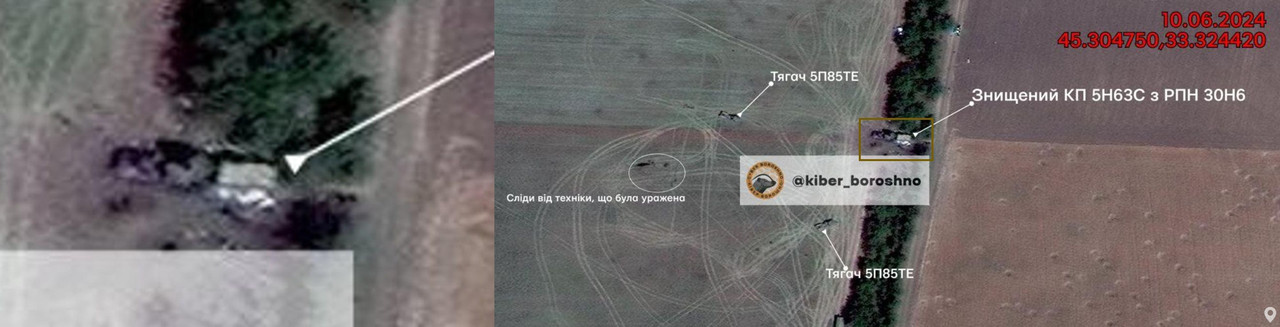 10.06.2024
45.304750,33.324420
Тягач 5П85ТЕ
Знищений КП 5Н63С з РПН 30Н6
@kiber_boroshno
Сліди від техніки, що була уражена
Тягач 5П85ТЕ